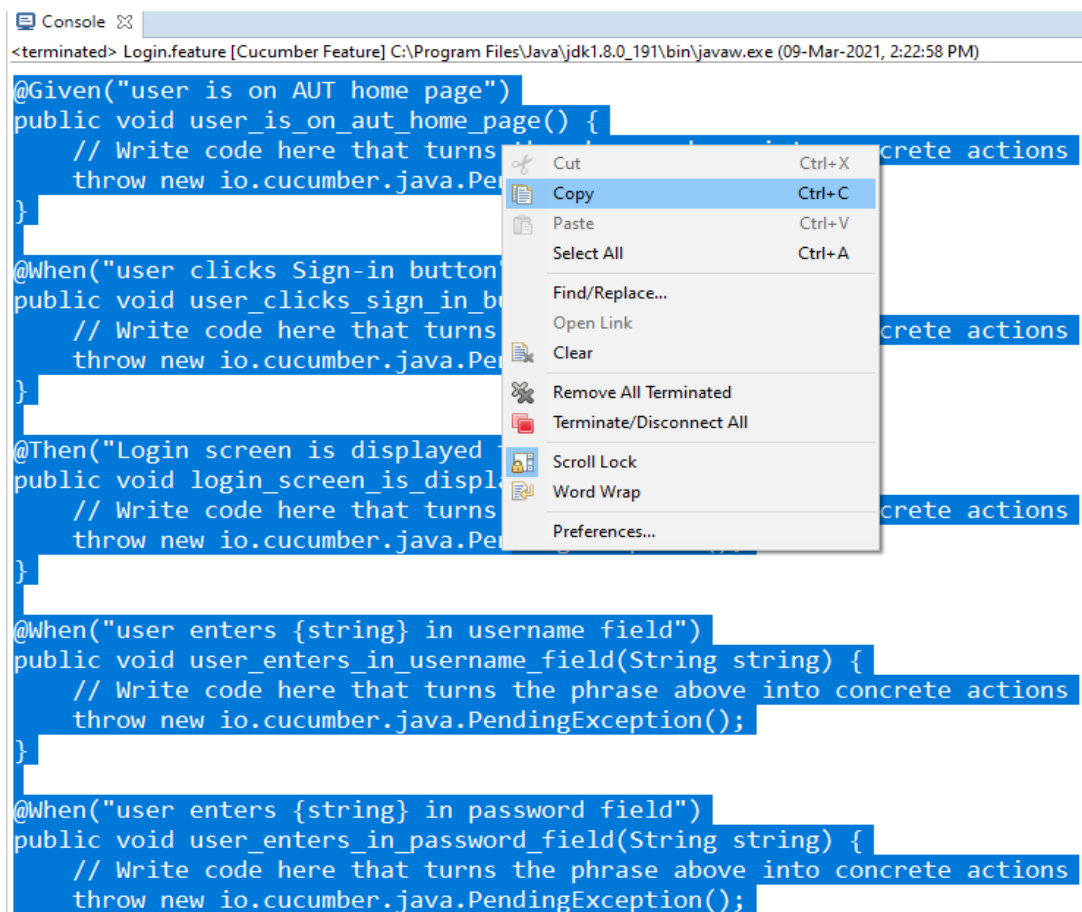 Console
<terminated> Login.feature [Cucumber Feature] C:\Program Files\Java\jdk1.8.0_191\bin\javaw.exe (09-Mar-2021, 2:22:58 PM)
@Given("user is on AUT home page")
public void user_is_on_aut_home_page() {
// Write code here that turns crete actions
throw new io.cucumber.java.Pe
}
@When("user clicks Sign-in button
public void user_clicks_sign_in_b
// Write code here that turns crete actions
throw new io.cucumber.java.Pe
}
@Then("Login screen is displayed
public void login_screen_is_displ
// Write code here that turns crete actions
throw new io.cucumber.java.Pe
}
@When("user enters {string} in username field")
public void user_enters_in_username_field(String string) {
// Write code here that turns the phrase above into concrete actions
throw new io.cucumber.java.PendingException();
}
@When("user enters {string} in password field")
public void user_enters_in_password_field(String string) {
// Write code here that turns the phrase above into concrete actions
throw new io.cucumber.java.PendingException();
Cut Ctrl+X
Copy Ctrl+C
Paste Ctrl+V
Select All Ctrl+A
Find/Replace...
Open Link
Clear
Remove All Terminated
Terminate/Disconnect All
Scroll Lock
Word Wrap
Preferences...